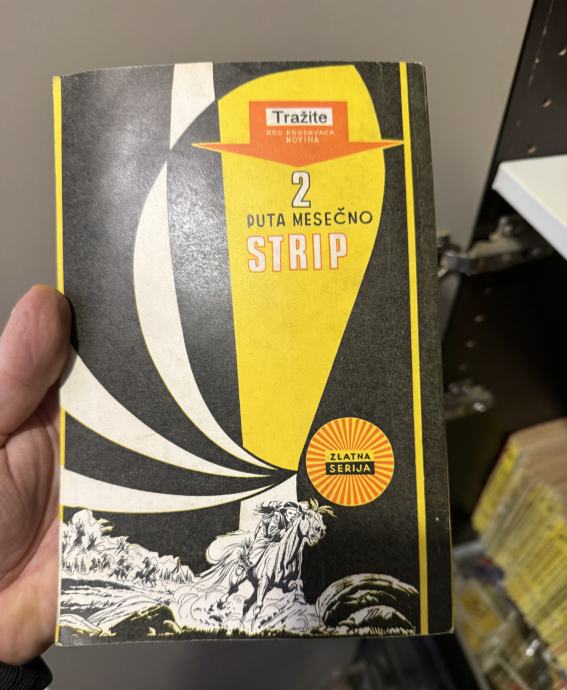 Tražite
KOD PRODAVACA
NOVINA
2
PUTA MESEČNO
STRIP
ZLATNA
SERIJA